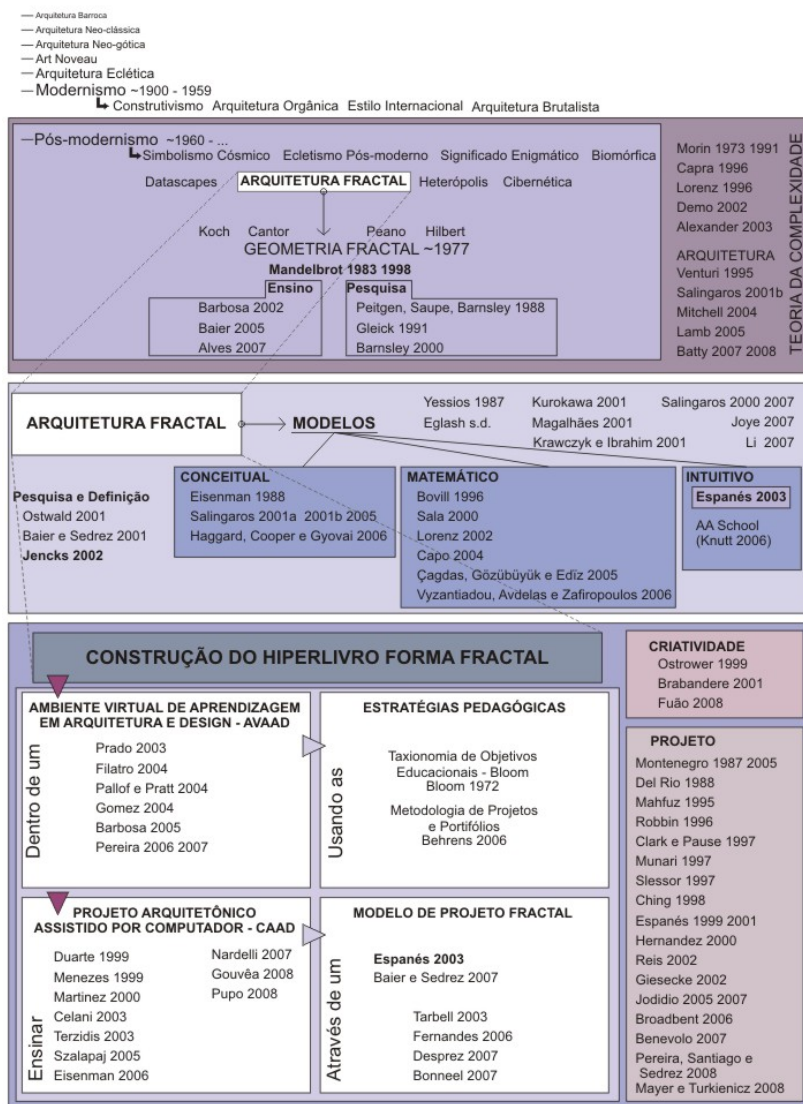 — Arquitetura Barroca
— Arquitetura Neo-clássica
— Arquitetura Neo-gótica
— Art Noveau
— Arquitetura Eclética
— Modernismo ~1900 - 1959
Construtivismo Arquitetura Orgânica Estilo Internacional Arquitetura Brutalista
—Pós-modernismo ~1960 - ...
Simbolismo Cósmico Ecletismo Pós-moderno Significado Enigmático Biomórfica
Datascapes ARQUITETURA FRACTAL Heterópolis Cibernética
Koch Cantor Peano Hilbert
GEOMETRIA FRACTAL ~1977
Mandelbrot 1983 1998
Ensino
Barbosa 2002
Baier 2005
Alves 2007
Pesquisa
Peitgen, Saupe, Barnsley 1988
Gleick 1991
Barnsley 2000
Morin 1973 1991
Capra 1996
Lorenz 1996
Demo 2002
Alexander 2003
ARQUITETURA
Venturi 1995
Salingaros 2001b
Mitchell 2004
Lamb 2005
Batty 2007 2008
TEORIA DA COMPLEXIDADE
ARQUITETURA FRACTAL
MODELOS
Yessios 1987 Kurokawa 2001 Salingaros 2000 2007
Eglash s.d. Magalhães 2001 Joye 2007
Krawczyk e Ibrahim 2001 Li 2007
Pesquisa e Definição
Ostwald 2001
Baier e Sedrez 2001
Jencks 2002
CONCEITUAL
Eisenman 1988
Salingaros 2001a 2001b 2005
Haggard, Cooper e Gyovai 2006
MATEMÁTICO
Bovill 1996
Sala 2000
Lorenz 2002
Capo 2004
Çagdas, Gözübüyük e Ediz 2005
Vyzantiadou, Avdelas e Zafiropoulos 2006
INTUITIVO
Espanés 2003
AA School
(Knutt 2006)
CONSTRUÇÃO DO HIPERLIVRO FORMA FRACTAL
Dentro de um
AMBIENTE VIRTUAL DE APRENDIZAGEM
EM ARQUITETURA E DESIGN - AVAAD
Prado 2003
Filatro 2004
Pallof e Pratt 2004
Gomez 2004
Barbosa 2005
Pereira 2006 2007
Usando as
ESTRATÉGIAS PEDAGÓGICAS
Taxionomia de Objetivos
Educacionais - Bloom
Bloom 1972
Metodologia de Projetos
e Portifólios
Behrens 2006
Ensinar
PROJETO ARQUITETÔNICO
ASSISTIDO POR COMPUTADOR - CAAD
Duarte 1999
Menezes 1999
Martinez 2000
Celani 2003
Terzidis 2003
Szalapaj 2005
Eisenman 2006
Nardelli 2007
Gouvêa 2008
Pupo 2008
Através de um
MODELO DE PROJETO FRACTAL
Espanés 2003
Baier e Sedrez 2007
Tarbell 2003
Fernandes 2006
Desprez 2007
Bonneel 2007
CRIATIVIDADE
Ostrower 1999
Brabandere 2001
Fuão 2008
PROJETO
Montenegro 1987 2005
Del Rio 1988
Mahfuz 1995
Robbin 1996
Clark e Pause 1997
Munari 1997
Slessor 1997
Ching 1998
Espanés 1999 2001
Hernandez 2000
Reis 2002
Giesecke 2002
Jodidio 2005 2007
Broadbent 2006
Benevolo 2007
Pereira, Santiago e
Sedrez 2008
Mayer e Turkienicz 2008